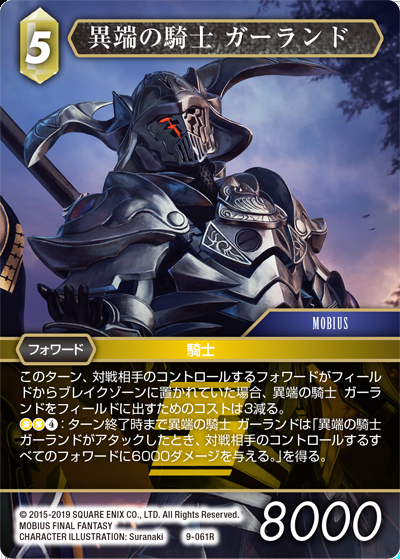 5
異端の騎士 ガーランド
MOBIUS
フォワード
騎士
このターン、対戦相手のコントロールするフォワードがフィール
ドからブレイクゾーンに置かれていた場合、異端の騎士 ガーラ
ンドをフィールドに出すためのコストは3減る。
4:ターン終了時まで異端の騎士 ガーランドは「異端の騎士
ガーランドがアタックしたとき、対戦相手のコントロールするす
べてのフォワードに6000ダメージを与える。」を得る。
© 2015-2019 SQUARE ENIX CO., LTD. All Rights Reserved.
MOBIUS FINAL FANTASY
CHARACTER ILLUSTRATION: Suranaki 9-061R
8000